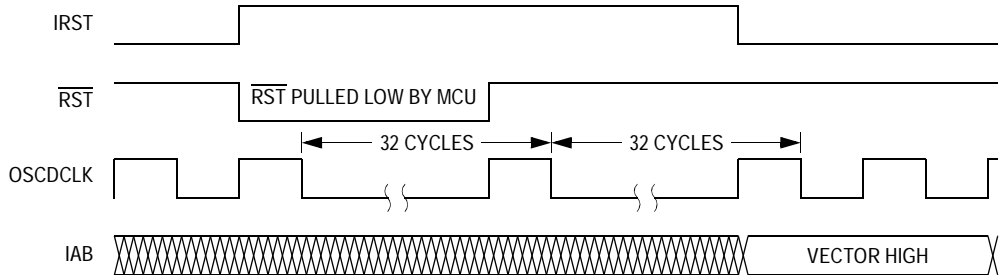 IRST
RST
RST PULLED LOW BY MCU
32 CYCLES
32 CYCLES
OSCDCLK
IAB
VECTOR HIGH